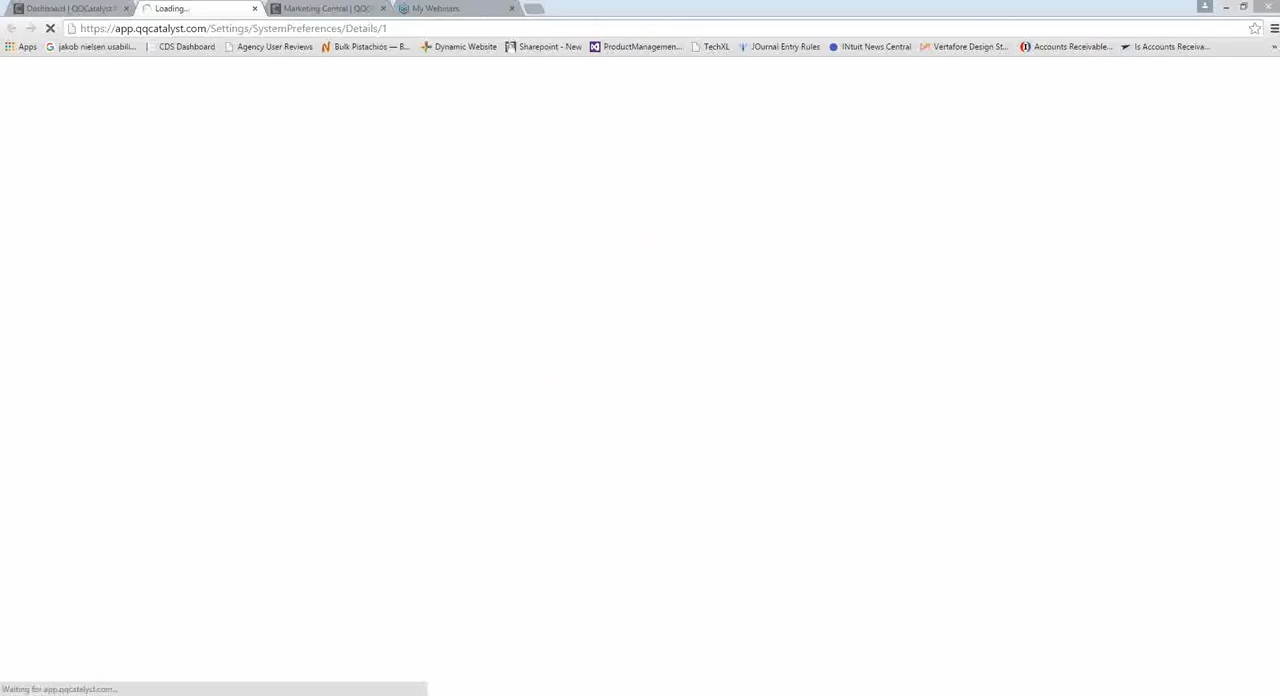 Dashboard | QQCatalyst® Loading... Marketing Central | QQC My Webinars
https://app.qqcatalyst.com/Settings/SystemPreferences/Details/1
Apps jakob nielsen usabili... CDS Dashboard Agency User Reviews Bulk Pistachios — B... Dynamic Website Sharepoint - New ProductManagemen... TechXL JOurnal Entry Rules INtuit News Central Vertafore Design St... Accounts Receivable... Is Accounts Receiva... »
Waiting for app.qqcatalyst.com...